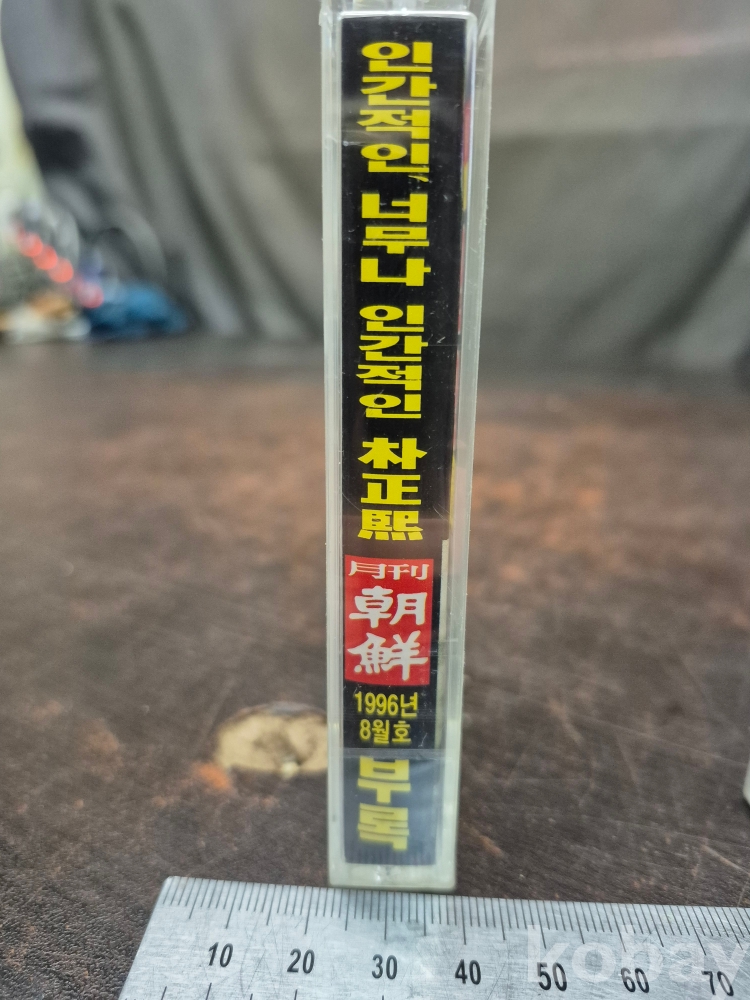 인간적인, 너무나 인간적인 朴正熙
月刊
朝鮮
1996년
8월호
부록
10 20 30 40 50 60 70
kobay